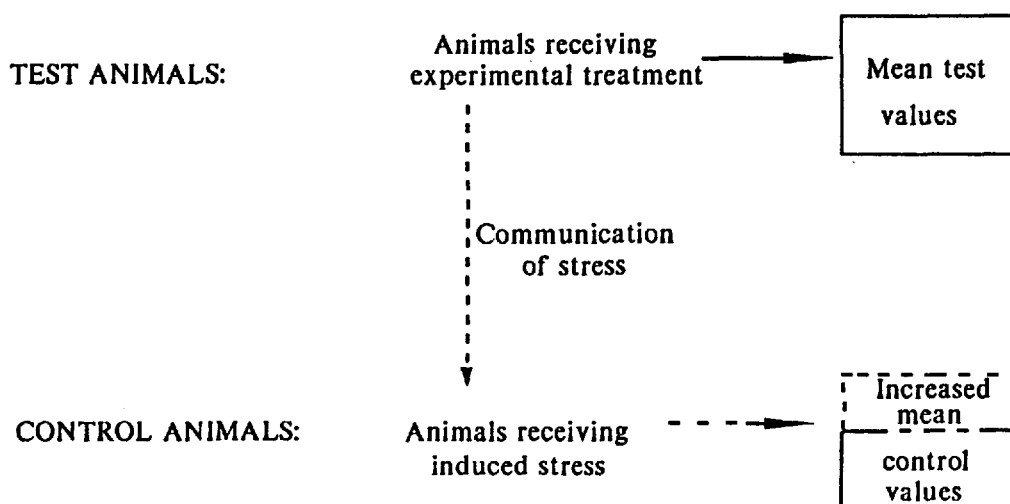 TEST ANIMALS:
Animals receiving
experimental treatment
Mean test
values
Communication
of stress
CONTROL ANIMALS:
Animals receiving
induced stress
Increased
mean
control
values